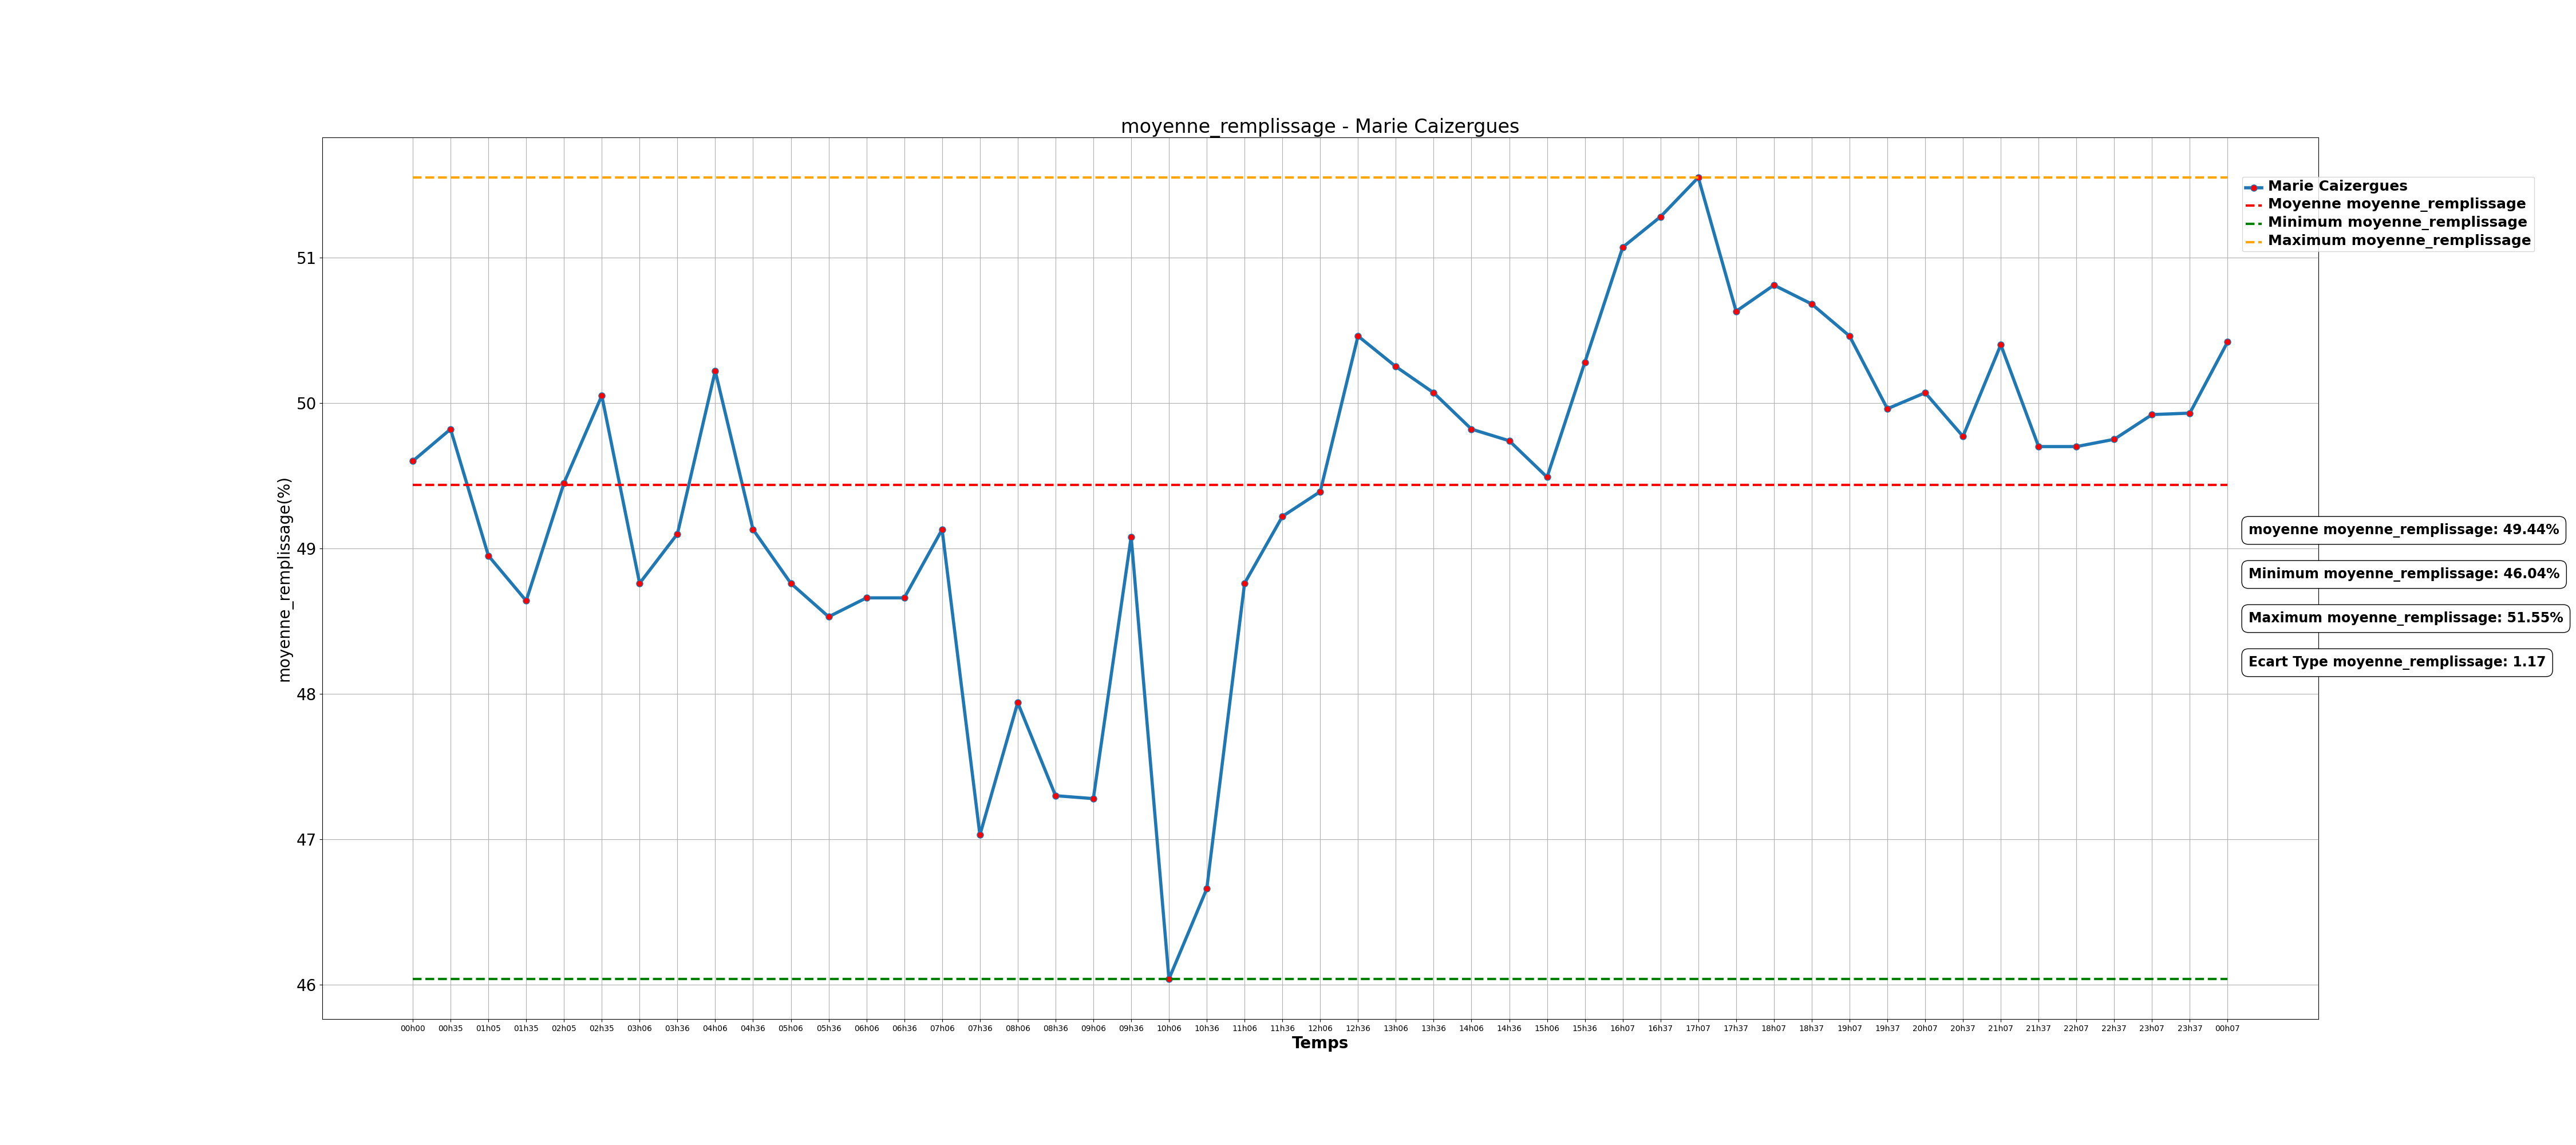 moyenne_remplissage - Marie Caizergues
Marie Caizergues
Moyenne moyenne_remplissage
Minimum moyenne_remplissage
Maximum moyenne_remplissage
51
50
49
48
47
46
moyenne_remplissage(%)
moyenne moyenne_remplissage: 49.44%
Minimum moyenne_remplissage: 46.04%
Maximum moyenne_remplissage: 51.55%
Ecart Type moyenne_remplissage: 1.17
00h00 00h35 01h05 01h35 02h05 02h35 03h06 03h36 04h06 04h36 05h06 05h36 06h06 06h36 07h06 07h36 08h06 08h36 09h06 09h36 10h06 10h36 11h06 11h36 12h06 12h36 13h06 13h36 14h06 14h36 15h06 15h36 16h07 16h37 17h07 17h37 18h07 18h37 19h07 19h37 20h07 20h37 21h07 21h37 22h07 22h37 23h07 23h37 00h07
Temps